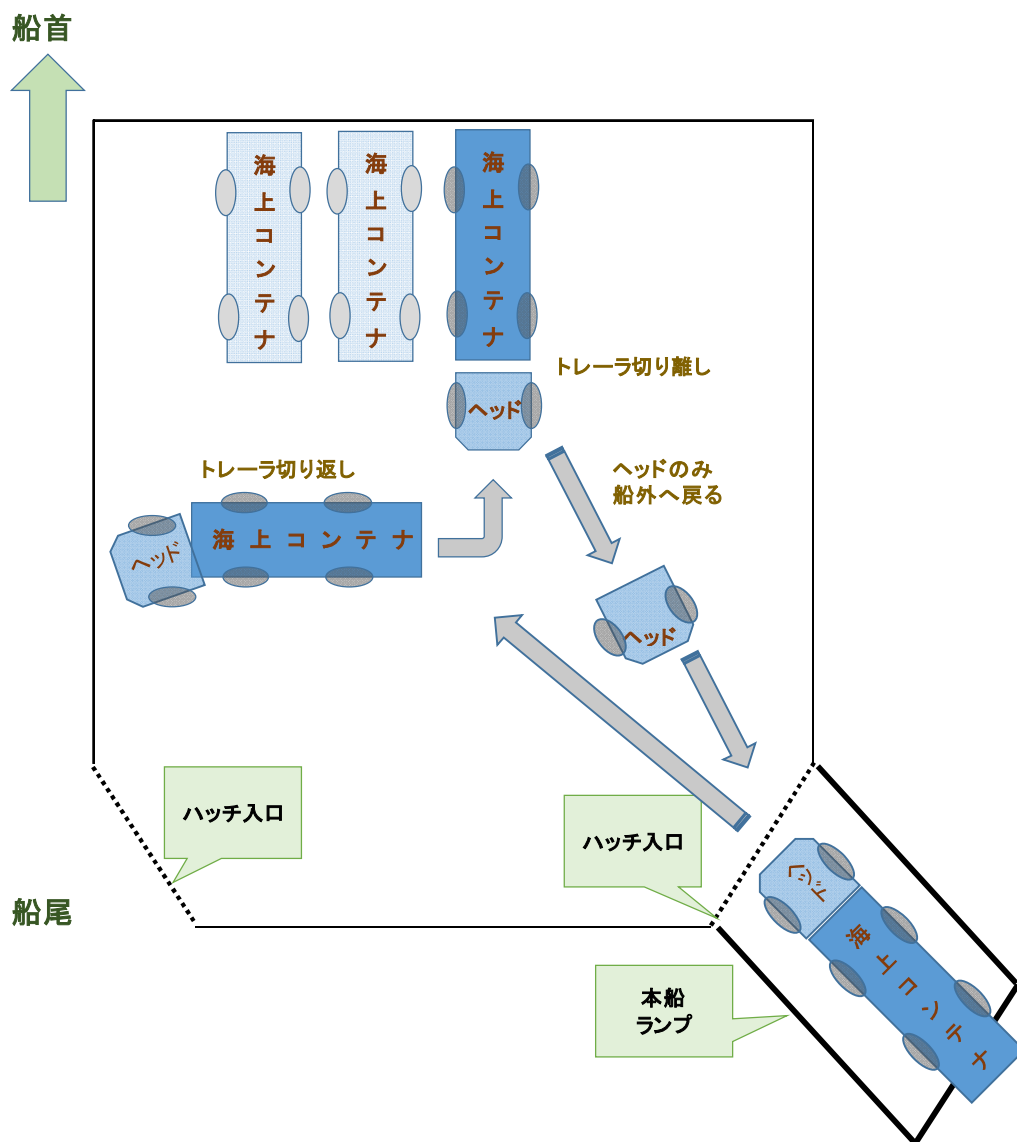 船首
海上コンテナ
海上コンテナ
海上コンテナ
トレーラ切り離し
ヘッド
トレーラ切り返し
ヘッドのみ
船外へ戻る
海上コンテナ
ヘッド
ヘッド
ハッチ入口
ハッチ入口
ヘッド
船尾
海上コンテナ
本船
ランプ